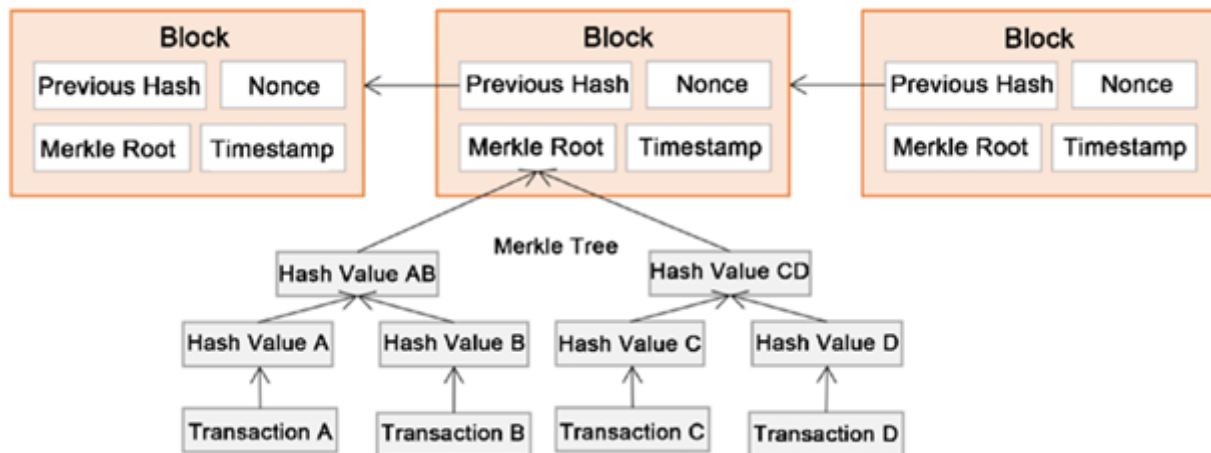 Block
Block
Block
Previous Hash
Nonce
Previous Hash
Nonce
Previous Hash
Nonce
Merkle Root
Timestamp
Merkle Root
Timestamp
Merkle Root
Timestamp
Merkle Tree
Hash Value AB
Hash Value CD
Hash Value A
Hash Value B
Hash Value C
Hash Value D
Transaction A
Transaction B
Transaction C
Transaction D